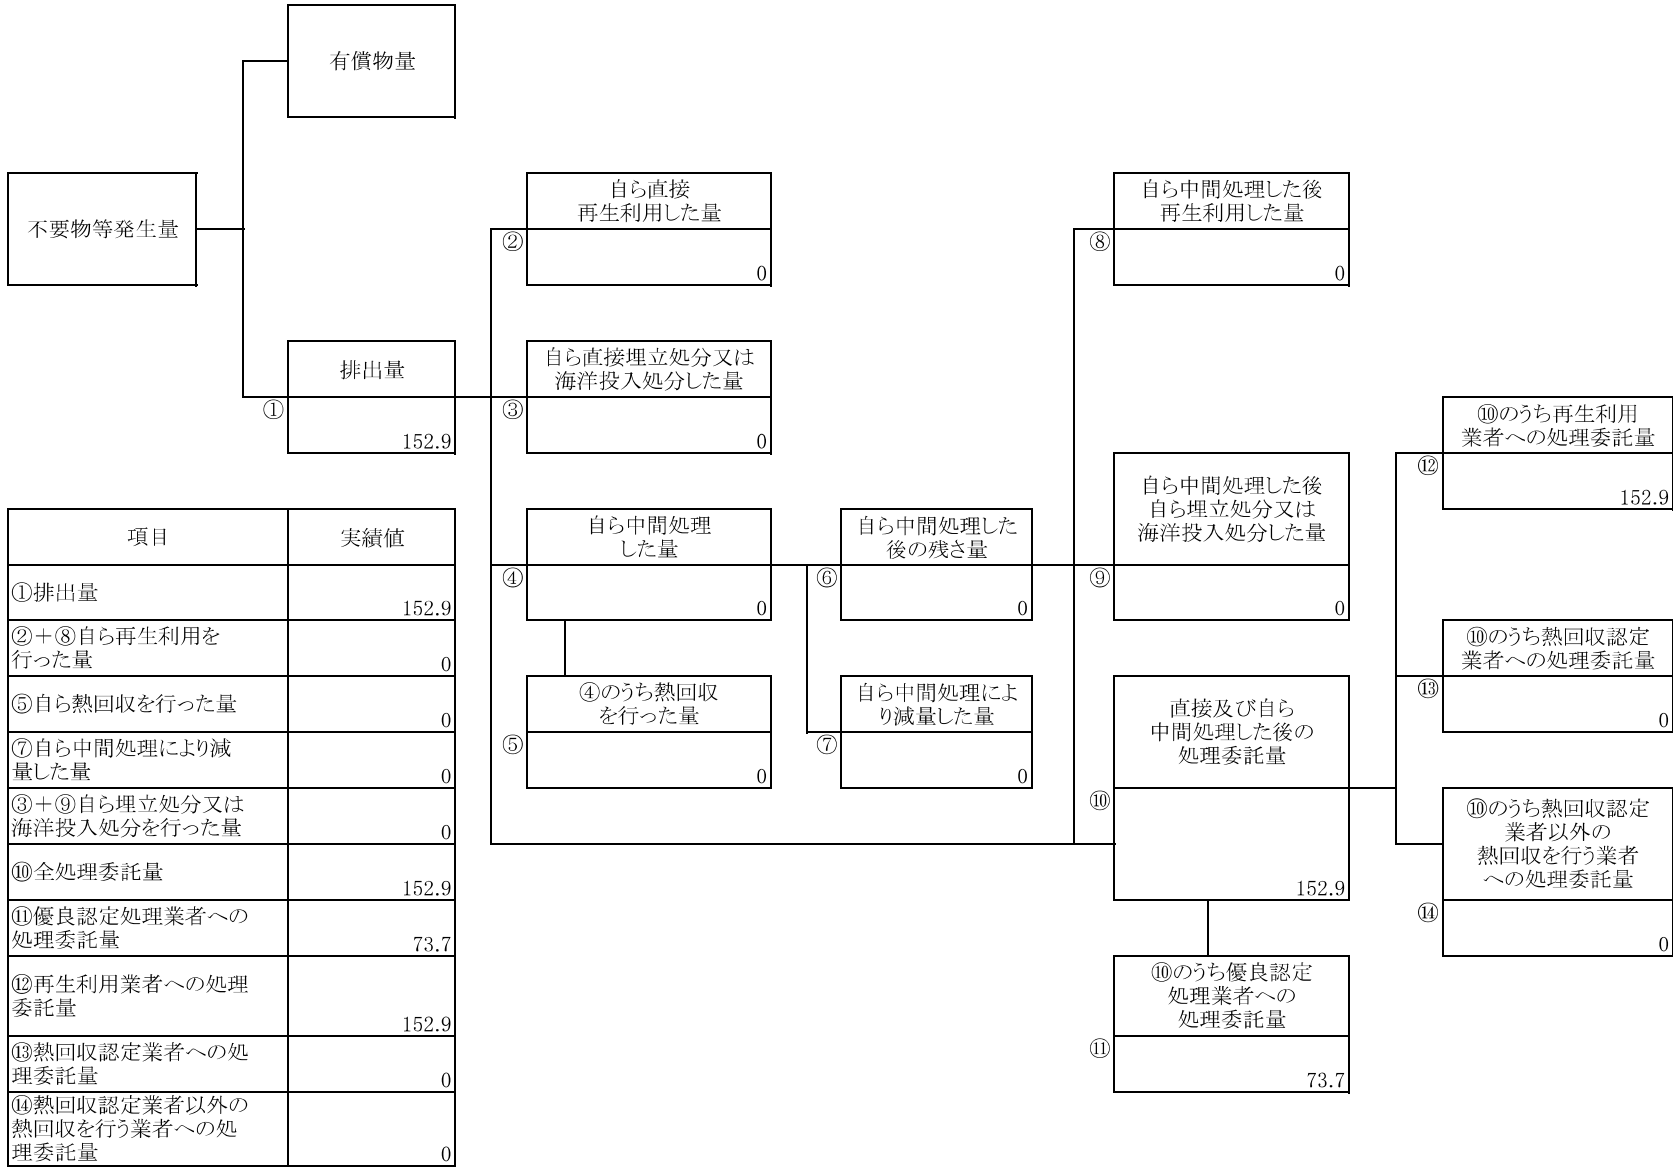 有償物量
不要物等発生量
自ら直接
再生利用した量
②
0
自ら中間処理した後
再生利用した量
⑧
0
排出量
①
152.9
自ら直接埋立処分又は
海洋投入処分した量
③
0
⑩のうち再生利用
業者への処理委託量
⑫
152.9
自ら中間処理
した量
④
0
自ら中間処理した
後の残さ量
⑥
0
自ら中間処理した後
自ら埋立処分又は
海洋投入処分した量
⑨
0
⑩のうち熱回収認定
業者への処理委託量
⑬
0
④のうち熱回収
を行った量
⑤
0
自ら中間処理によ
り減量した量
⑦
0
直接及び自ら
中間処理した後の
処理委託量
⑩
152.9
⑩のうち熱回収認定
業者以外の
熱回収を行う業者
への処理委託量
⑭
0
⑩のうち優良認定
処理業者への
処理委託量
⑪
73.7
項目 実績値
①排出量
152.9
②＋⑧自ら再生利用を
行った量
0
⑤自ら熱回収を行った量
0
⑦自ら中間処理により減
量した量
0
③＋⑨自ら埋立処分又は
海洋投入処分を行った量
0
⑩全処理委託量
152.9
⑪優良認定処理業者への
処理委託量
73.7
⑫再生利用業者への処理
委託量
152.9
⑬熱回収認定業者への処
理委託量
0
⑭熱回収認定業者以外の
熱回収を行う業者への処
理委託量
0